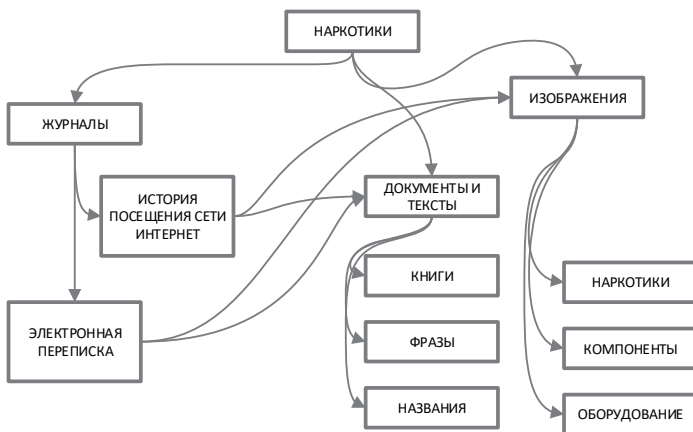 НАРКОТИКИ
ИЗОБРАЖЕНИЯ
ЖУРНАЛЫ
ИСТОРИЯ
ПОСЕЩЕНИЯ СЕТИ
ИНТЕРНЕТ
ДОКУМЕНТЫ И
ТЕКСТЫ
КНИГИ
НАРКОТИКИ
ЭЛЕКТРОННАЯ
ПЕРЕПИСКА
ФРАЗЫ
КОМПОНЕНТЫ
НАЗВАНИЯ
ОБОРУДОВАНИЕ